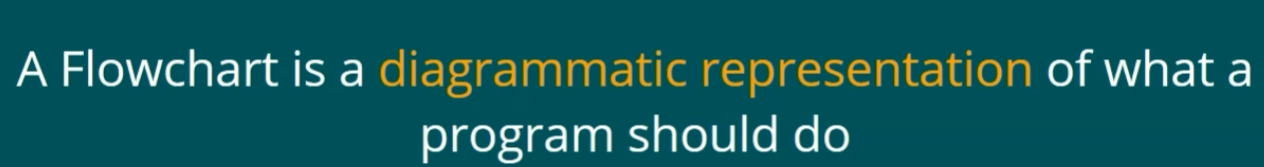 A Flowchart is a diagrammatic representation of what a
program should do